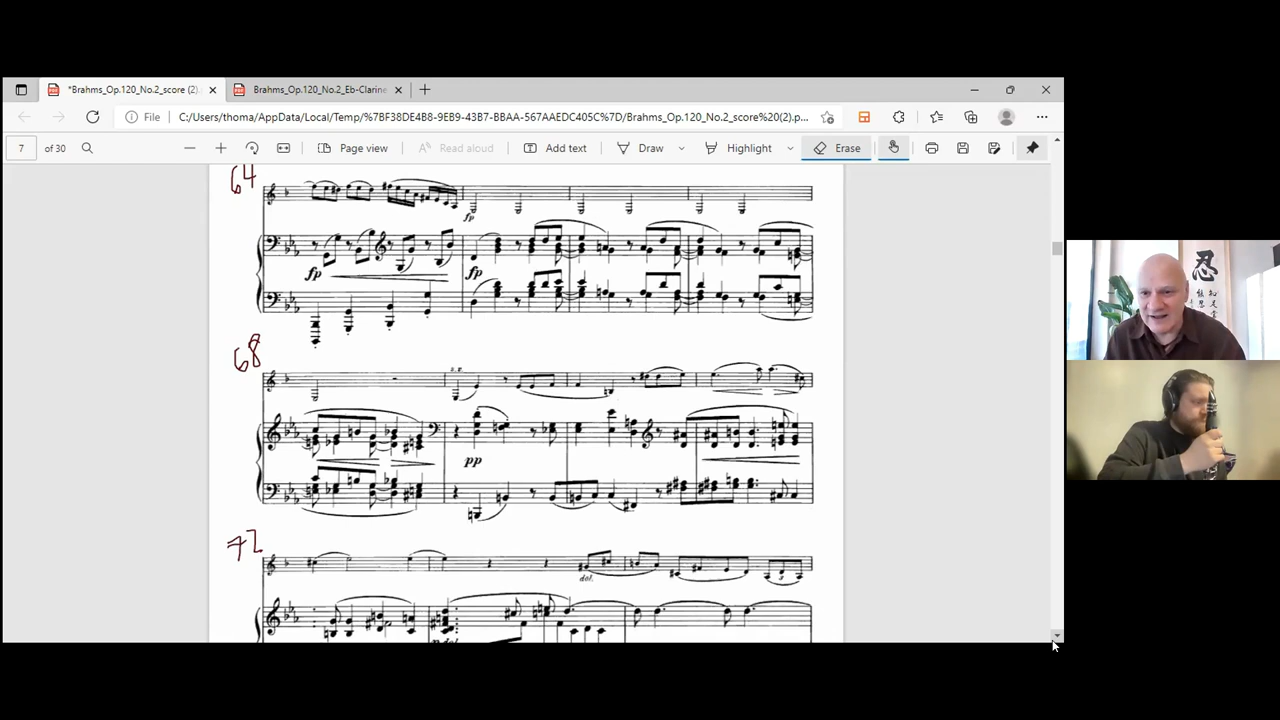 *Brahms_Op.120_No.2_score (2).
Brahms_Op.120_No.2_Eb-Clarine
File
C:/Users/thoma/AppData/Local/Temp/%7BF38DE4B8-9EB9-43B7-BBAA-567AAEDC405C%7D/Brahms_Op.120_No.2_score%20(2).p...
7 of 30
Page view
Read aloud
Add text
Draw
Highlight
Erase
64
fp
fp
fp
68
pp
72
dol.
3
忍